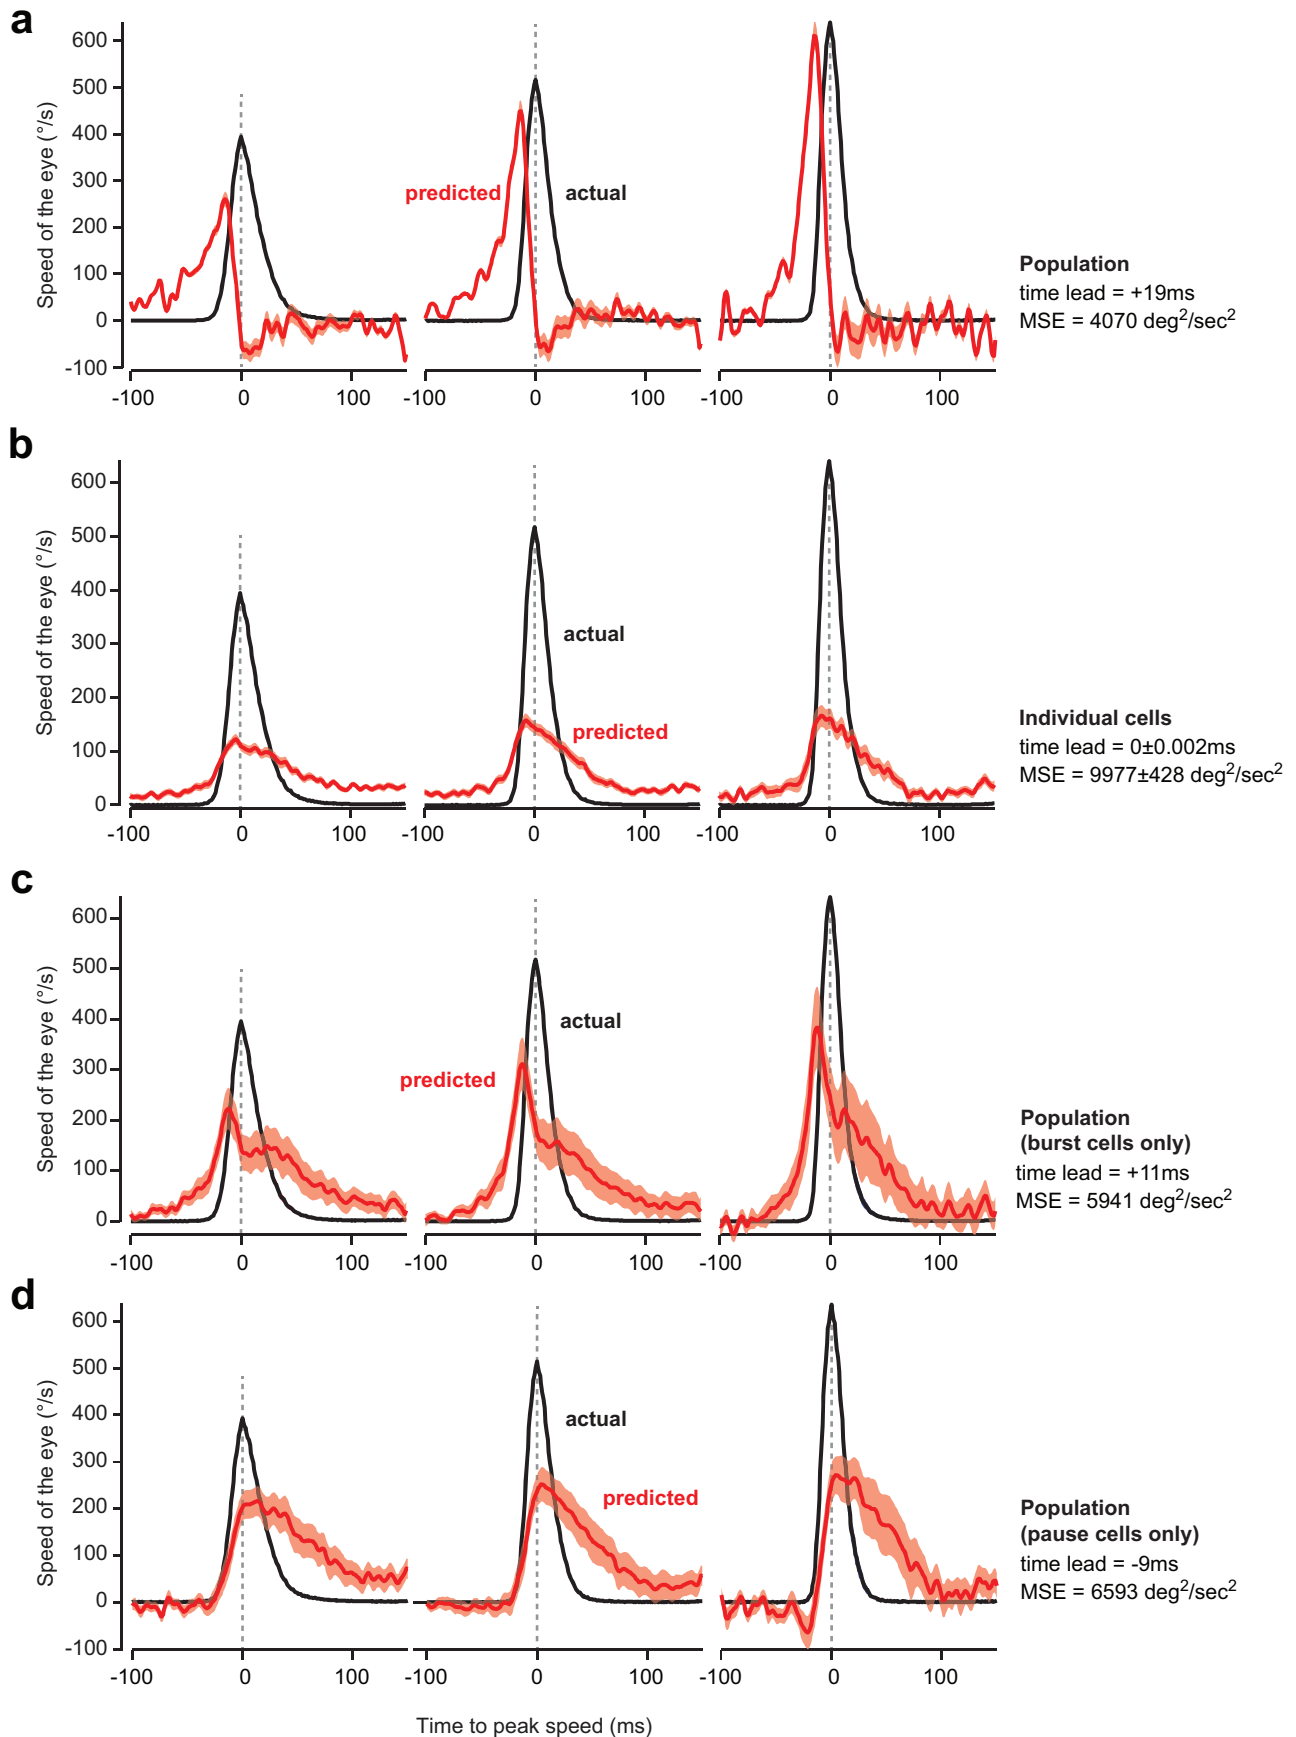 a
Speed of the eye (°/s)
600
500
400
300
200
100
0
-100
predicted
actual
-100 0 100 -100 0 100 -100 0 100
Population
time lead = +19ms
MSE = 4070 deg²/sec²
b
Speed of the eye (°/s)
600
500
400
300
200
100
0
actual
predicted
-100 0 100 -100 0 100 -100 0 100
Individual cells
time lead = 0±0.002ms
MSE = 9977±428 deg²/sec²
c
Speed of the eye (°/s)
600
500
400
300
200
100
0
actual
predicted
-100 0 100 -100 0 100 -100 0 100
Population
(burst cells only)
time lead = +11ms
MSE = 5941 deg²/sec²
d
Speed of the eye (°/s)
600
500
400
300
200
100
0
-100
actual
predicted
-100 0 100 -100 0 100 -100 0 100
Population
(pause cells only)
time lead = -9ms
MSE = 6593 deg²/sec²
Time to peak speed (ms)